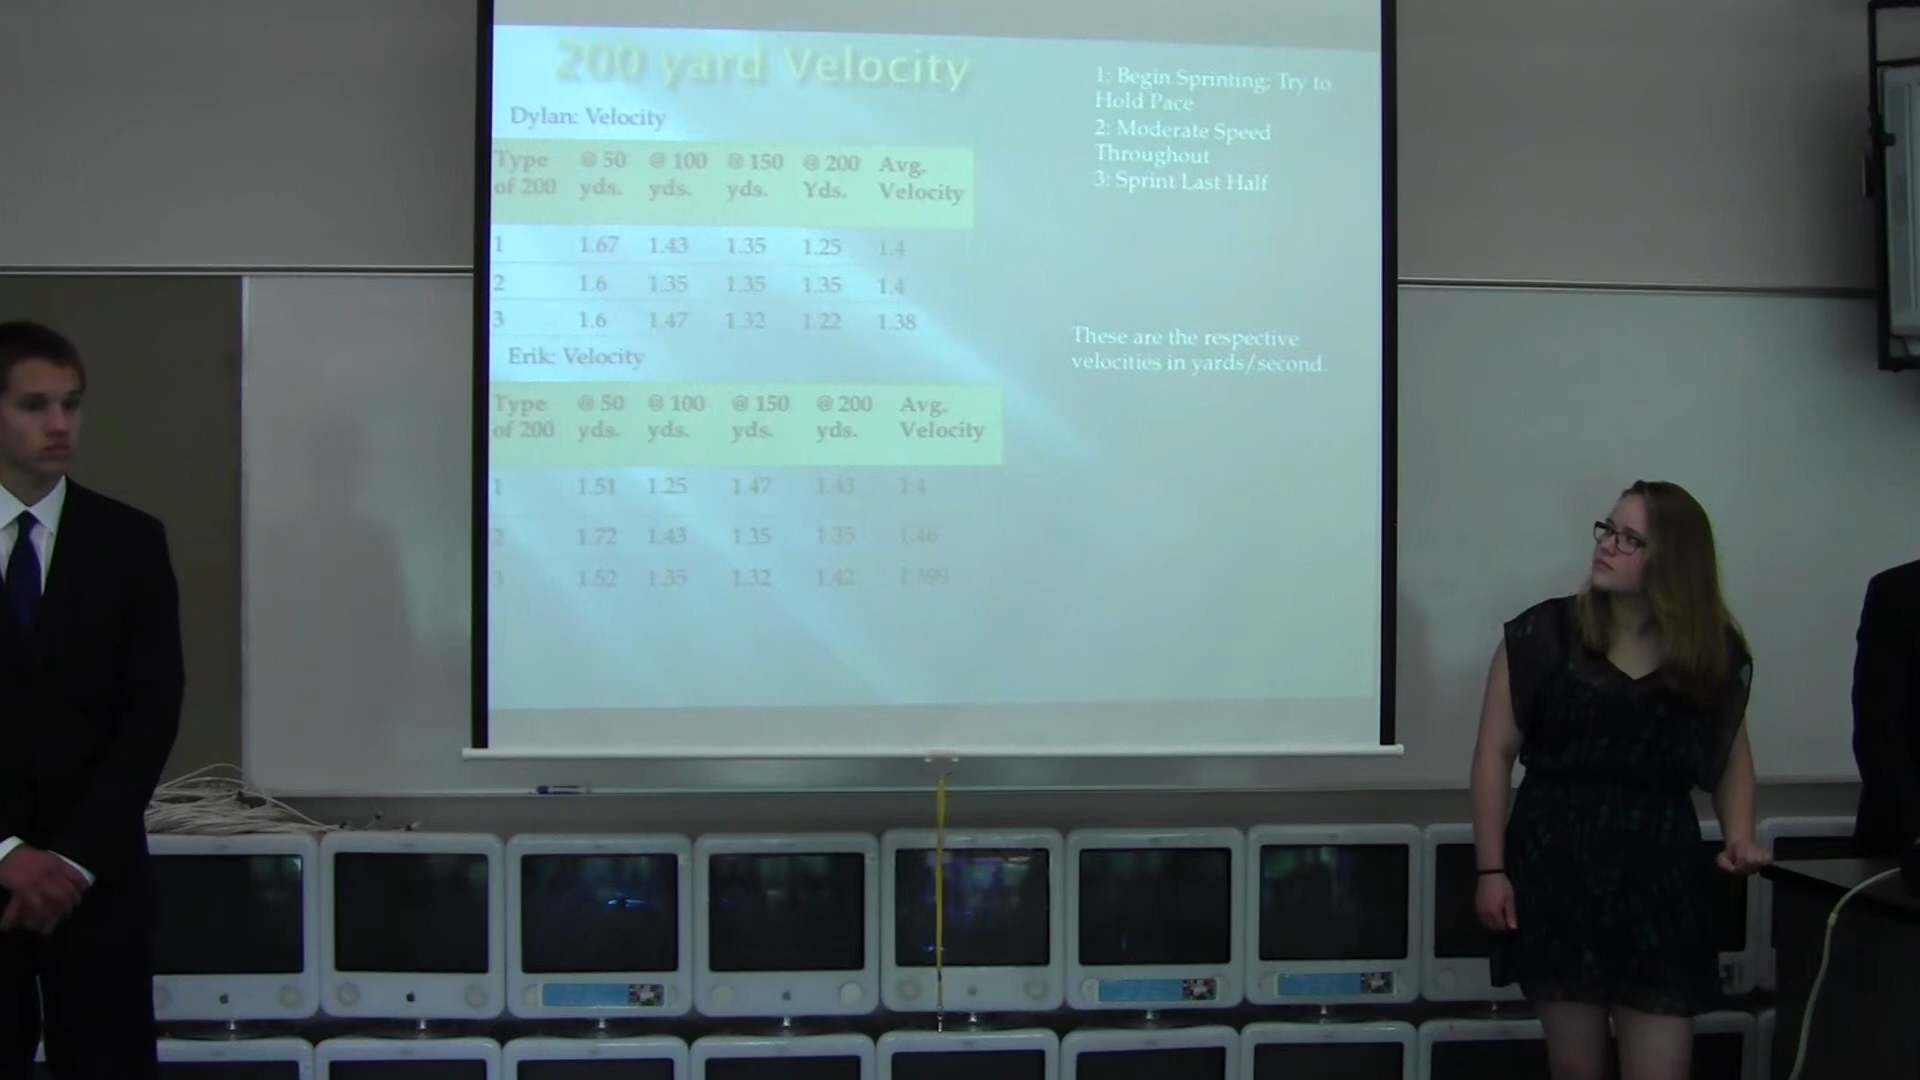 200 yard Velocity
Dylan: Velocity
Type of 200 @ 50 yds. @ 100 yds. @ 150 yds. @ 200 Yds. Avg. Velocity
1 1.67 1.43 1.35 1.25 1.4
2 1.6 1.35 1.35 1.35 1.4
3 1.6 1.47 1.32 1.22 1.38
Erik: Velocity
Type of 200 @ 50 yds. @ 100 yds. @ 150 yds. @ 200 yds. Avg. Velocity
1 1.51 1.25 1.47 1.43 1.4
2 1.72 1.43 1.35 1.35 1.46
3 1.52 1.35 1.32 1.42
1: Begin Sprinting; Try to
Hold Pace
2: Moderate Speed
Throughout
3: Sprint Last Half
These are the respective
velocities in yards/second.